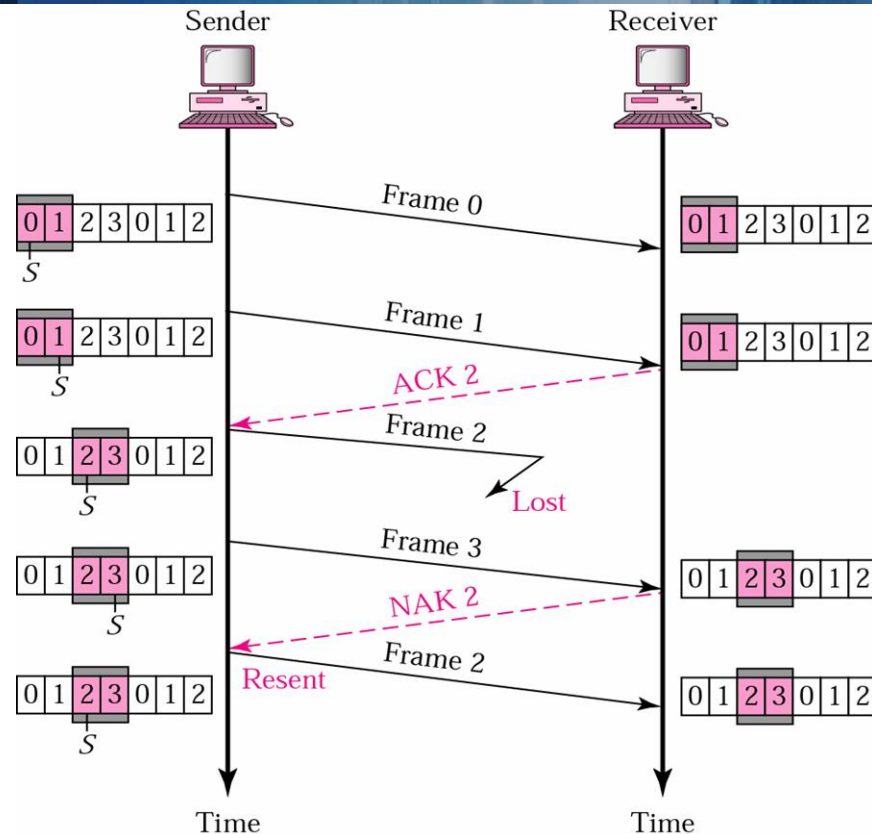 Sender Receiver
Frame 0
0 1 2 3 0 1 2 0 1 2 3 0 1 2
S
Frame 1
0 1 2 3 0 1 2 0 1 2 3 0 1 2
S
ACK 2
Frame 2
0 1 2 3 0 1 2
S
Lost
Frame 3
0 1 2 3 0 1 2 0 1 2 3 0 1 2
NAK 2
S
Frame 2
Resent
0 1 2 3 0 1 2 0 1 2 3 0 1 2
S
Time Time